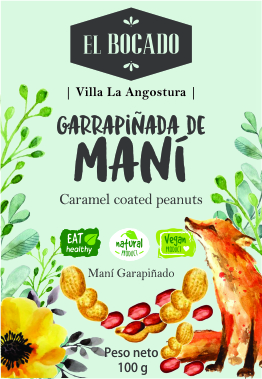 EL BOCADO
| Villa La Angostura |
GARRAPIÑADA DE
MANÍ
Caramel coated peanuts
EAT
healthy
natural
PRODUCT
Vegan
PRODUCT
Maní Garapiñado
Peso neto
100 g